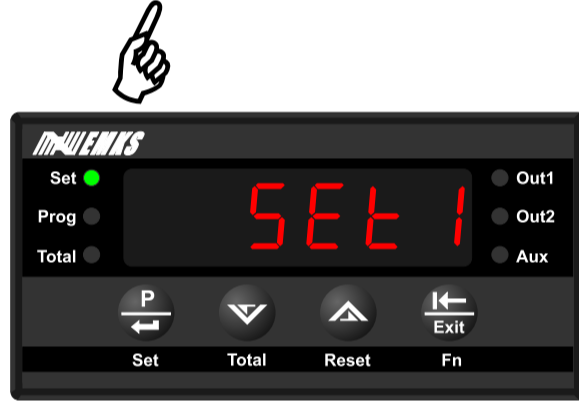 EMKS
Set
SEt 1
Out1
Prog
Out2
Total
Aux
P
Exit
Set Total Reset Fn